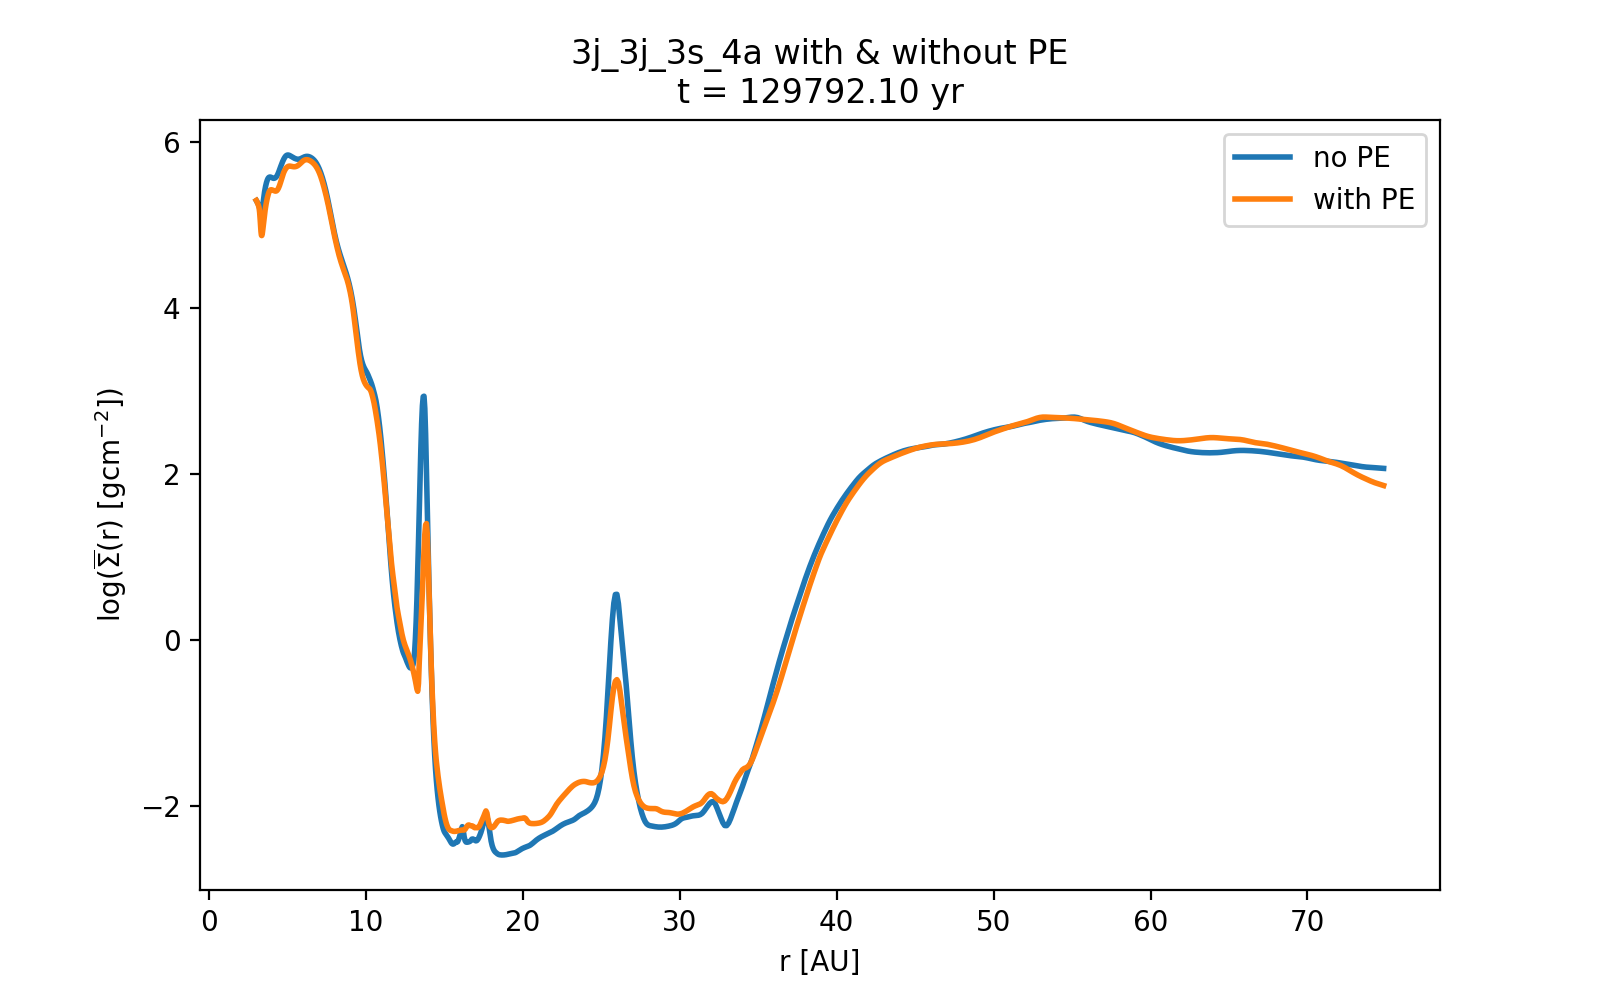 3j_3j_3s_4a with & without PE
t = 129792.10 yr
log(Σ̅(r) [gcm⁻²])
6
4
2
0
−2
no PE
with PE
0 10 20 30 40 50 60 70
r [AU]